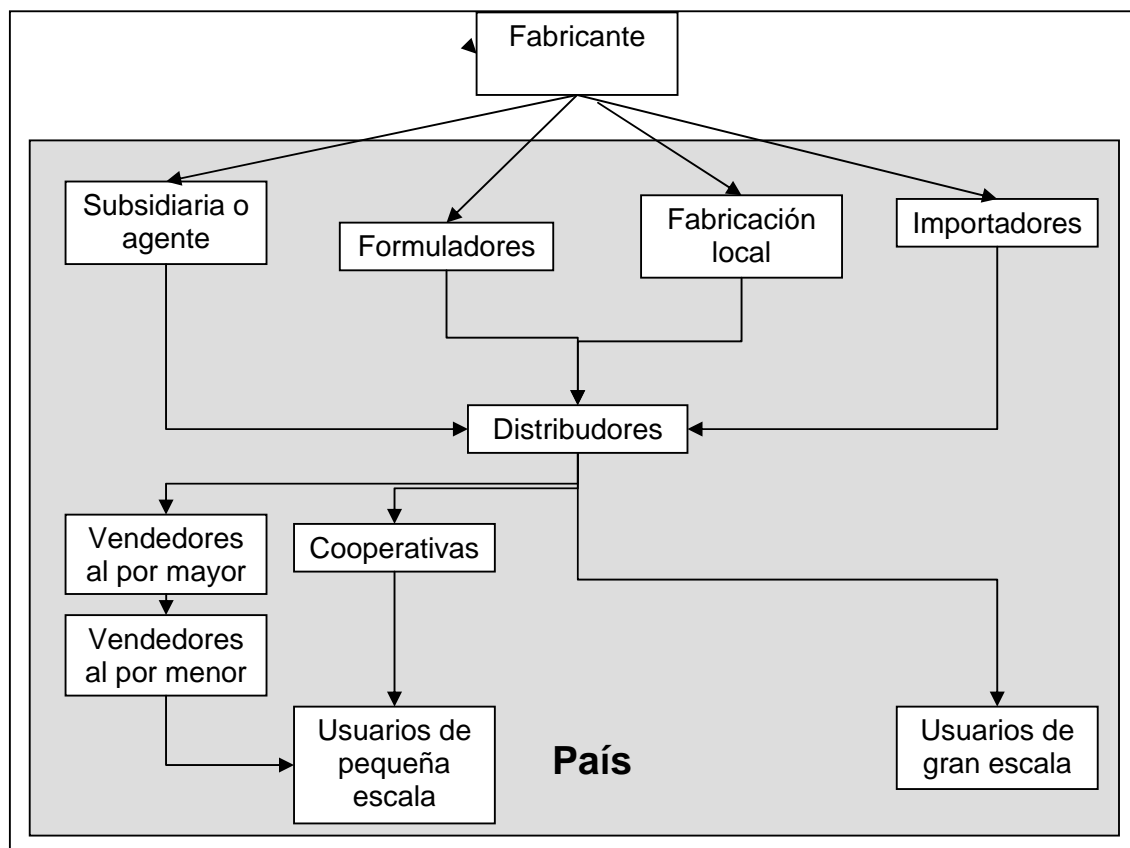 Fabricante
Subsidiaria o
agente
Formuladores
Fabricación
local
Importadores
Distribudores
Vendedores
al por mayor
Cooperativas
Vendedores
al por menor
Usuarios de
pequeña
escala
País
Usuarios de
gran escala